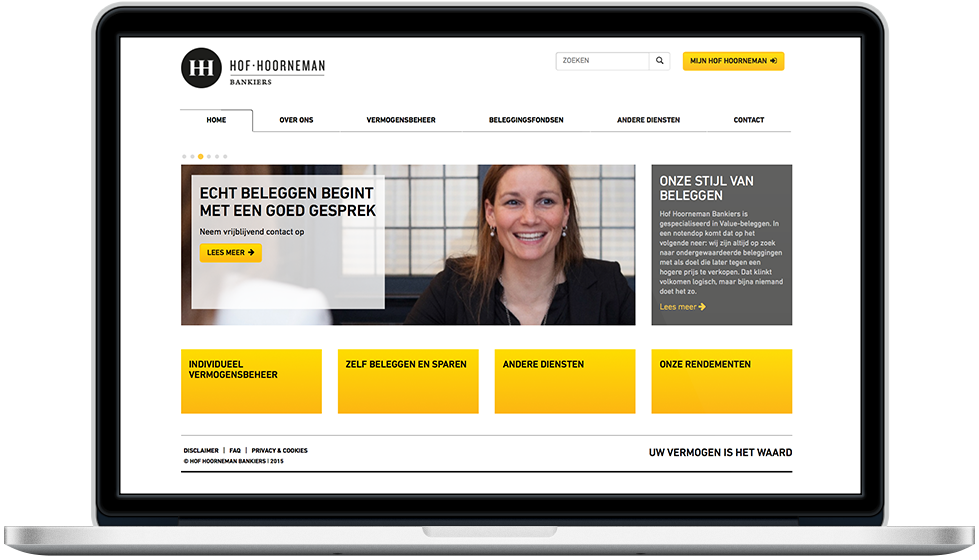 HH
HOF·HOORNEMAN
BANKIERS
ZOEKEN
MIJN HOF HOORNEMAN
HOME
OVER ONS
VERMOGENSBEHEER
BELEGGINGSFONDSEN
ANDERE DIENSTEN
CONTACT
ECHT BELEGGEN BEGINT
MET EEN GOED GESPREK
Neem vrijblijvend contact op
LEES MEER
ONZE STIJL VAN
BELEGGEN
Hof Hoorneman Bankiers is
gespecialiseerd in Value-beleggen. In
een notendop komt dat op het
volgende neer: wij zijn altijd op zoek
naar ondergewaardeerde beleggingen
met als doel die later tegen een
hogere prijs te verkopen. Dat klinkt
volkomen logisch, maar bijna niemand
doet het zo.
Lees meer
INDIVIDUEEL
VERMOGENSBEHEER
ZELF BELEGGEN EN SPAREN
ANDERE DIENSTEN
ONZE RENDEMENTEN
DISCLAIMER | FAQ | PRIVACY & COOKIES
© HOF HOORNEMAN BANKIERS | 2015
UW VERMOGEN IS HET WAARD